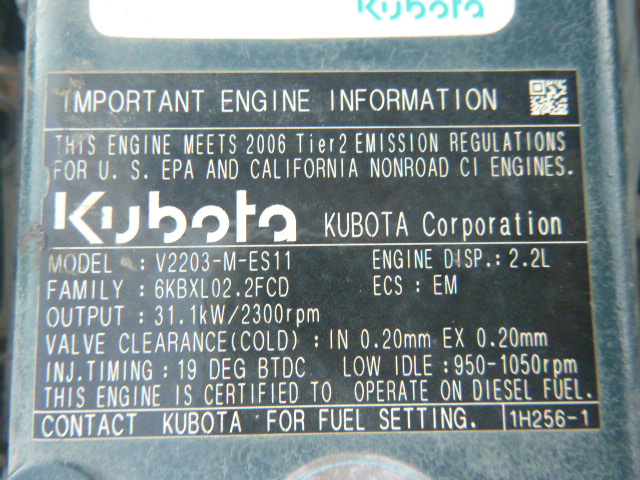 Kubota
IMPORTANT ENGINE INFORMATION
THIS ENGINE MEETS 2006 Tier2 EMISSION REGULATIONS
FOR U. S. EPA AND CALIFORNIA NONROAD CI ENGINES.
Kubota KUBOTA Corporation
MODEL : V2203-M-ES11 ENGINE DISP.: 2.2L
FAMILY : 6KBXL02.2FCD ECS : EM
OUTPUT : 31.1kW/2300rpm
VALVE CLEARANCE(COLD) : IN 0.20mm EX 0.20mm
INJ.TIMING : 19 DEG BTDC LOW IDLE :950-1050rpm
THIS ENGINE IS CERTIFIED TO OPERATE ON DIESEL FUEL.
CONTACT KUBOTA FOR FUEL SETTING. 1H256-1